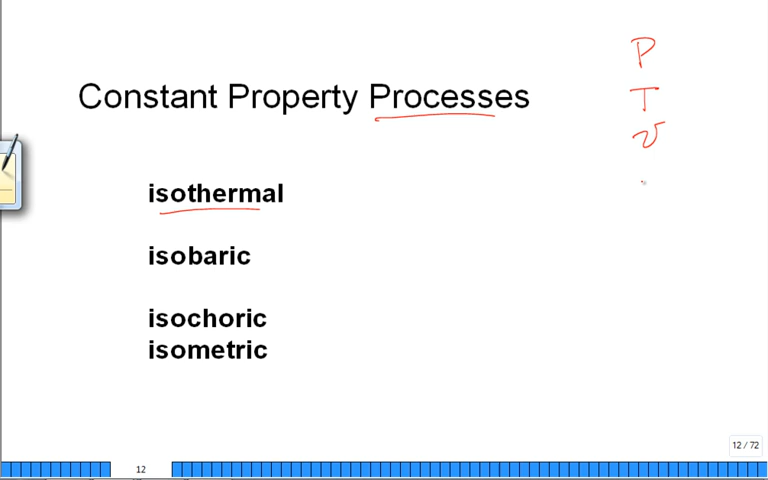 P
Constant Property Processes
T
v
isothermal
isobaric
isochoric
isometric
12 / 72
12